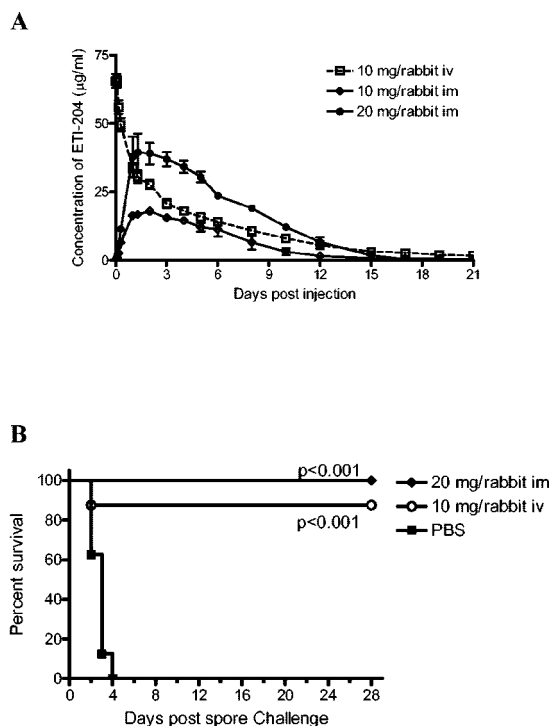 A
Concentration of ETI-204 (µg/ml)
75
50
25
0
0 3 6 9 12 15 18 21
Days post injection
10 mg/rabbit iv
10 mg/rabbit im
20 mg/rabbit im
B
Percent survival
100
80
60
40
20
0
0 4 8 12 16 20 24 28
Days post spore Challenge
p<0.001
p<0.001
20 mg/rabbit im
10 mg/rabbit iv
PBS